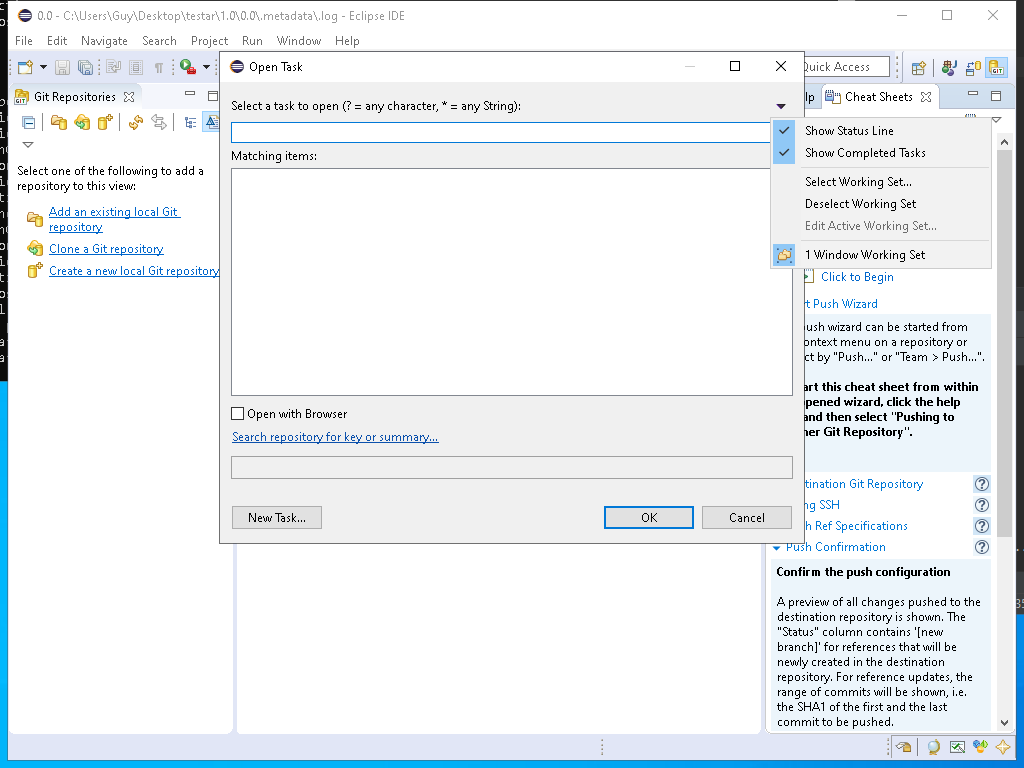 0.0 - C:\Users\Guy\Desktop\testar\1.0\0.0\.metadata\.log - Eclipse IDE
File Edit Navigate Search Project Run Window Help
Open Task
Quick Access
Git Repositories
Cheat Sheets
Select a task to open (? = any character, * = any String):
Matching items:
Show Status Line
Show Completed Tasks
Select Working Set...
Deselect Working Set
Edit Active Working Set...
1 Window Working Set
Select one of the following to add a
repository to this view:
Add an existing local Git
repository
Clone a Git repository
Create a new local Git repository
Click to Begin
Push Wizard
wizard can be started from
menu on a repository or
by "Push..." or "Team > Push...".
this cheat sheet from within
wizard, click the help
and then select "Pushing to
Git Repository".
Open with Browser
Search repository for key or summary...
New Task...
OK
Cancel
Git Repository
SSH
Ref Specifications
Push Confirmation
Confirm the push configuration
A preview of all changes pushed to the
destination repository is shown. The
"Status" column contains '[new
branch]' for references that will be
newly created in the destination
repository. For reference updates, the
range of commits will be shown, i.e.
the SHA1 of the first and the last
commit to be pushed.